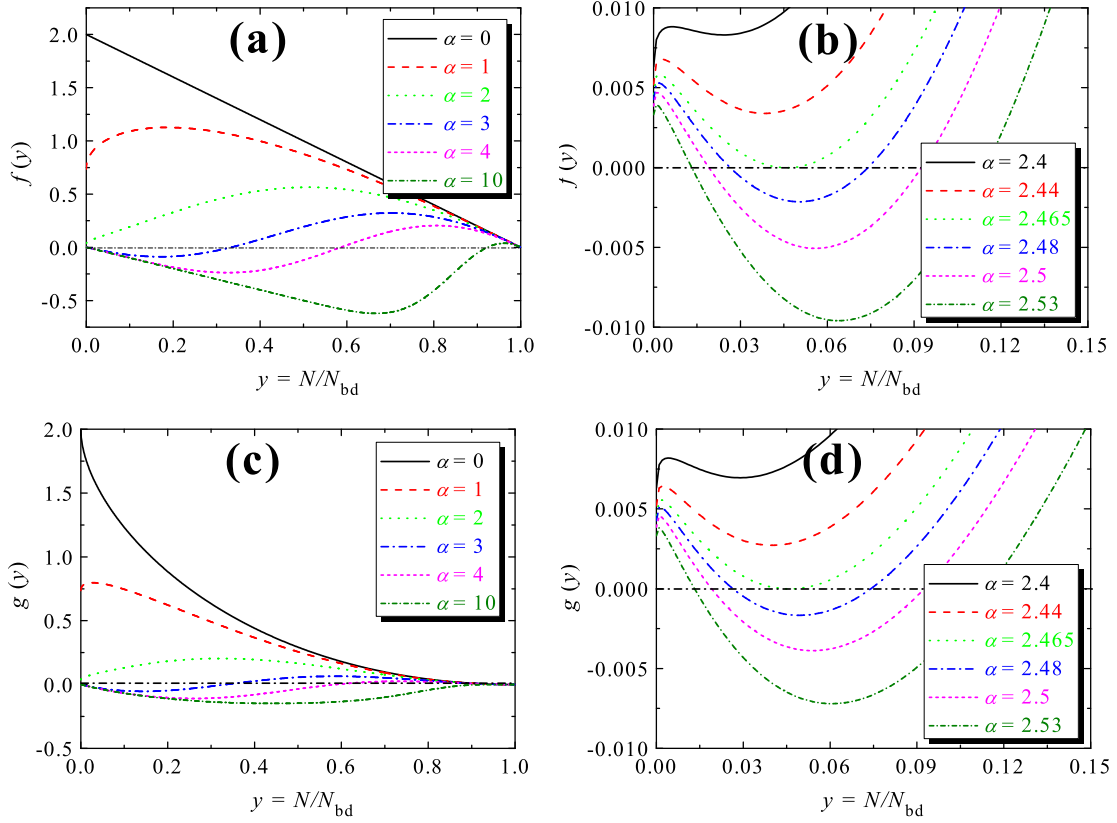 (a)
α = 0
α = 1
α = 2
α = 3
α = 4
α = 10
2.0
1.5
1.0
0.5
0.0
-0.5
f (y)
0.0 0.2 0.4 0.6 0.8 1.0
y = N/N_bd
(b)
α = 2.4
α = 2.44
α = 2.465
α = 2.48
α = 2.5
α = 2.53
0.010
0.005
0.000
-0.005
-0.010
f (y)
0.00 0.03 0.06 0.09 0.12 0.15
y = N/N_bd
(c)
α = 0
α = 1
α = 2
α = 3
α = 4
α = 10
2.0
1.5
1.0
0.5
0.0
-0.5
g (y)
0.0 0.2 0.4 0.6 0.8 1.0
y = N/N_bd
(d)
α = 2.4
α = 2.44
α = 2.465
α = 2.48
α = 2.5
α = 2.53
0.010
0.005
0.000
-0.005
-0.010
g (y)
0.00 0.03 0.06 0.09 0.12 0.15
y = N/N_bd